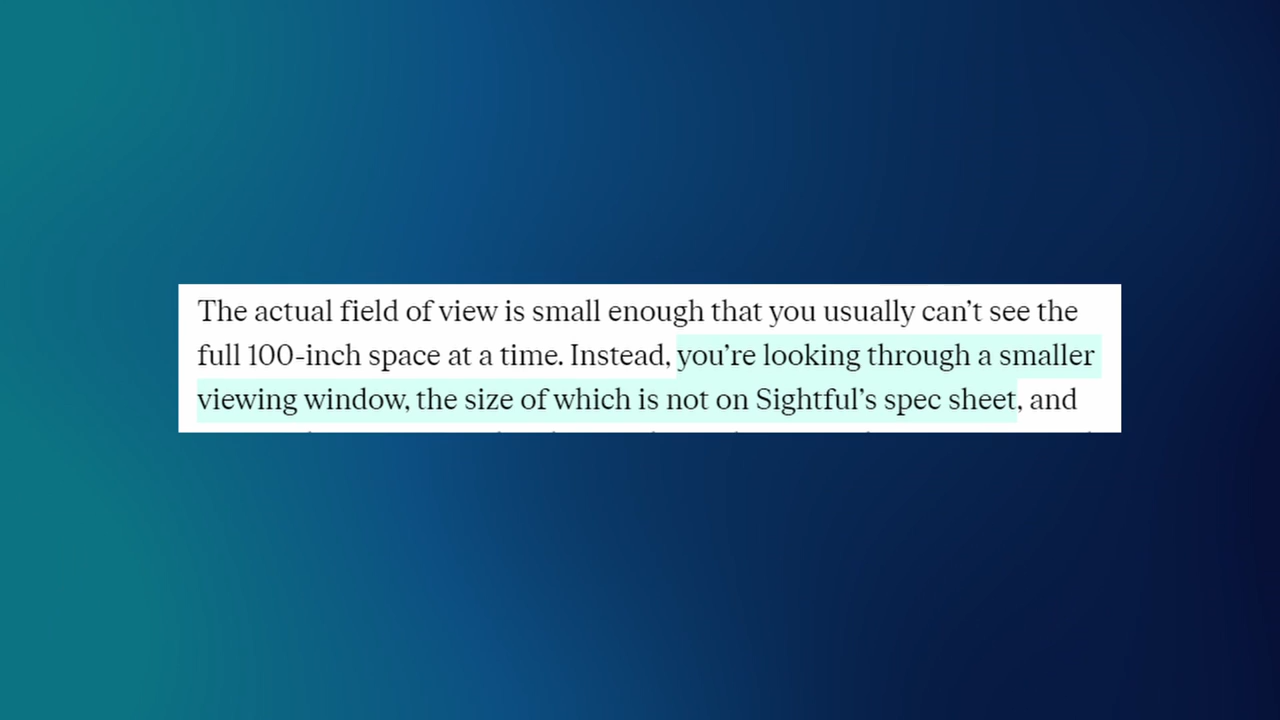 The actual field of view is small enough that you usually can’t see the
full 100-inch space at a time. Instead, you’re looking through a smaller
viewing window, the size of which is not on Sightful’s spec sheet, and